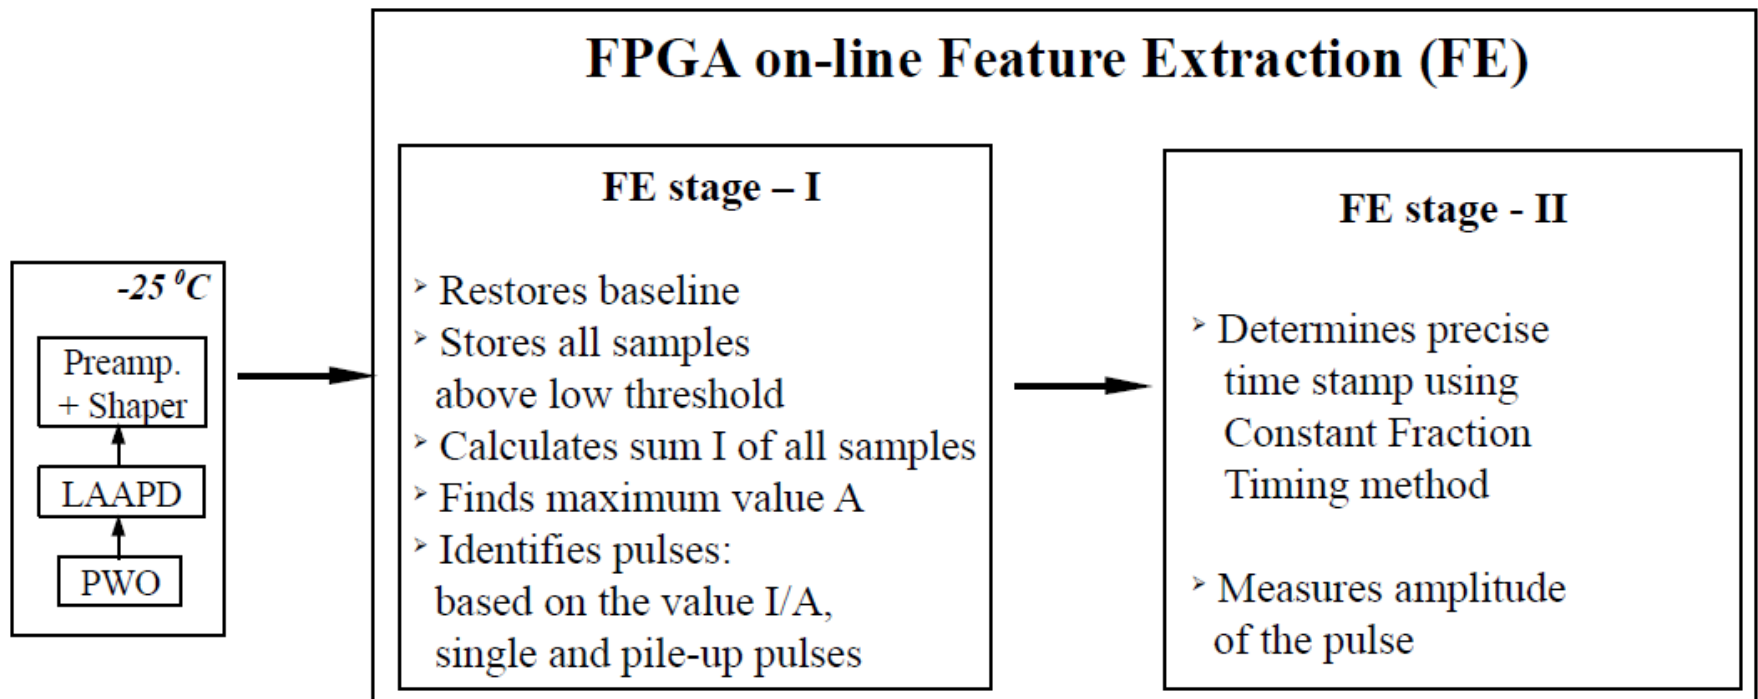 FPGA on-line Feature Extraction (FE)
-25 ⁰C
Preamp.
+ Shaper
LAAPD
PWO
FE stage – I
➢ Restores baseline
➢ Stores all samples
above low threshold
➢ Calculates sum I of all samples
➢ Finds maximum value A
➢ Identifies pulses:
based on the value I/A,
single and pile-up pulses
FE stage - II
➢ Determines precise
time stamp using
Constant Fraction
Timing method
➢ Measures amplitude
of the pulse